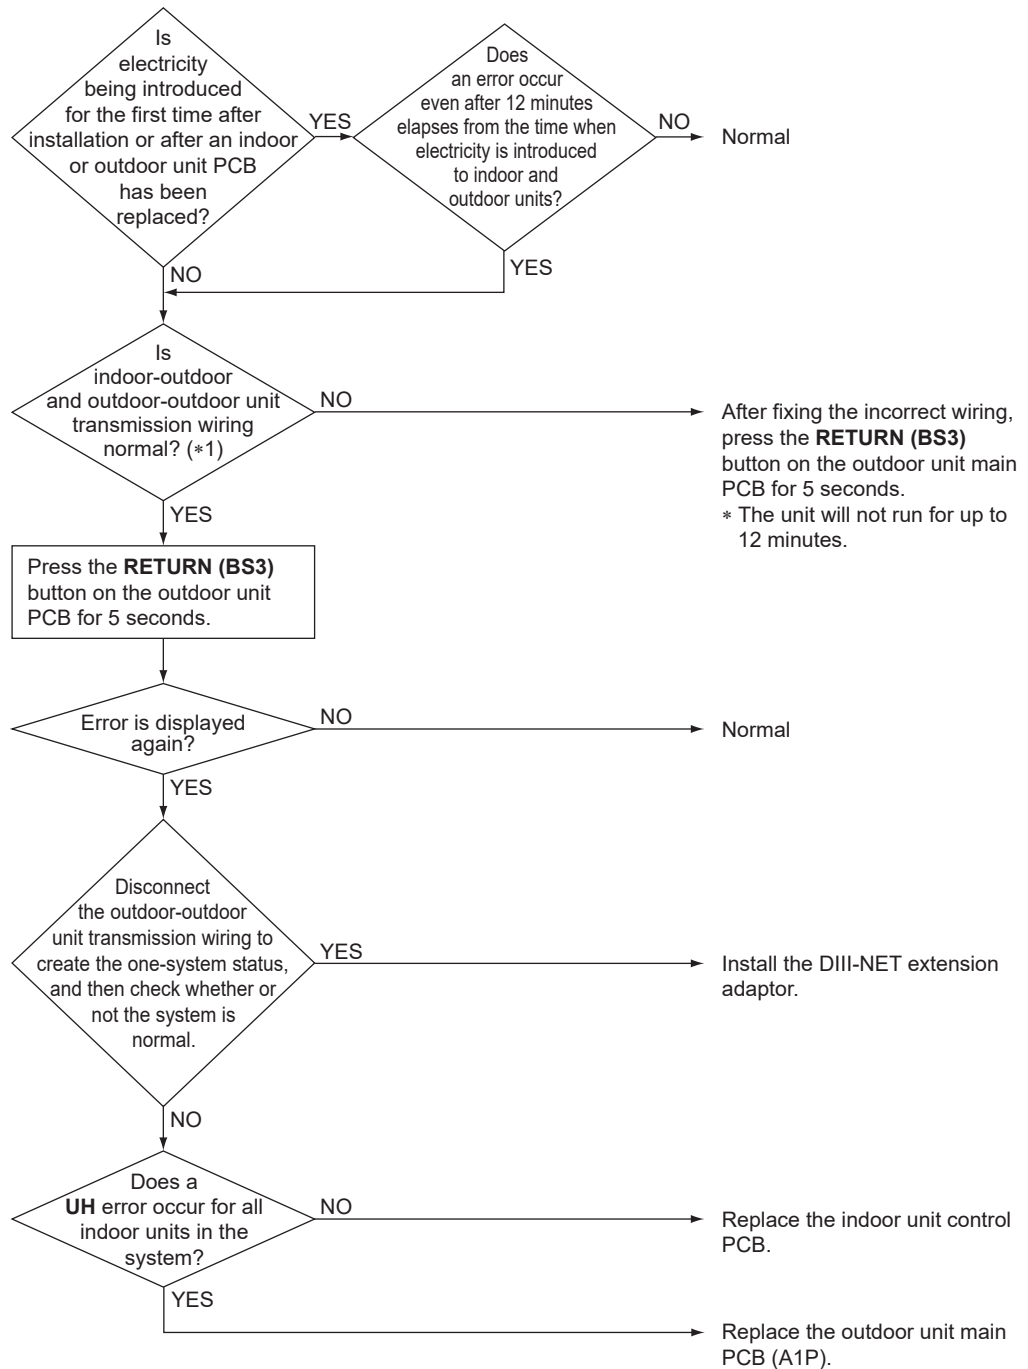 Is
electricity
being introduced
for the first time after
installation or after an indoor
or outdoor unit PCB
has been
replaced?
YES
Does
an error occur
even after 12 minutes
elapses from the time when
electricity is introduced
to indoor and
outdoor units?
NO
Normal
NO
YES
Is
indoor-outdoor
and outdoor-outdoor unit
transmission wiring
normal? (∗1)
NO
After fixing the incorrect wiring,
press the RETURN (BS3)
button on the outdoor unit main
PCB for 5 seconds.
∗ The unit will not run for up to
12 minutes.
YES
Press the RETURN (BS3)
button on the outdoor unit
PCB for 5 seconds.
Error is displayed
again?
NO
Normal
YES
Disconnect
the outdoor-outdoor
unit transmission wiring to
create the one-system status,
and then check whether or
not the system is
normal.
YES
Install the DIII-NET extension
adaptor.
NO
Does a
UH error occur for all
indoor units in the
system?
NO
Replace the indoor unit control
PCB.
YES
Replace the outdoor unit main
PCB (A1P).